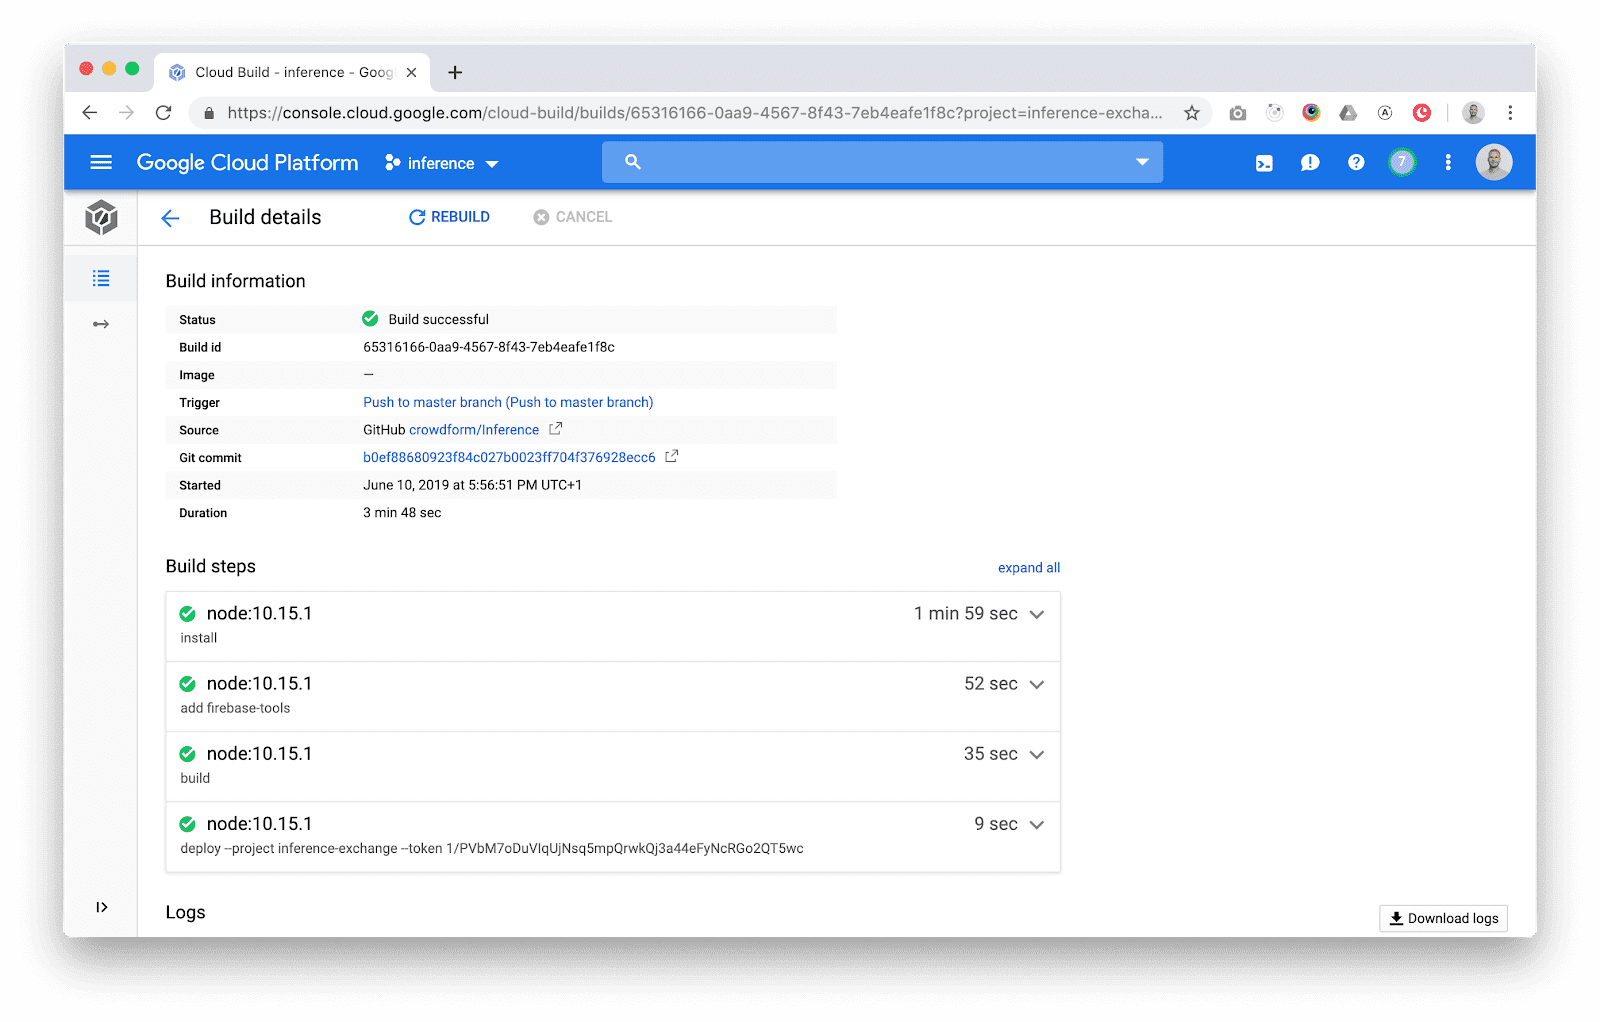 Cloud Build - inference - Goog
https://console.cloud.google.com/cloud-build/builds/65316166-0aa9-4567-8f43-7eb4eafe1f8c?project=inference-excha...
Google Cloud Platform inference 7
Build details REBUILD CANCEL
Build information
Status Build successful
Build id 65316166-0aa9-4567-8f43-7eb4eafe1f8c
Image —
Trigger Push to master branch (Push to master branch)
Source GitHub crowdform/Inference
Git commit b0ef88680923f84c027b0023ff704f376928ecc6
Started June 10, 2019 at 5:56:51 PM UTC+1
Duration 3 min 48 sec
Build steps expand all
node:10.15.1 1 min 59 sec
install
node:10.15.1 52 sec
add firebase-tools
node:10.15.1 35 sec
build
node:10.15.1 9 sec
deploy --project inference-exchange --token 1/PVbM7oDuVIqUjNsq5mpQrwkQj3a44eFyNcRGo2QT5wc
Logs Download logs